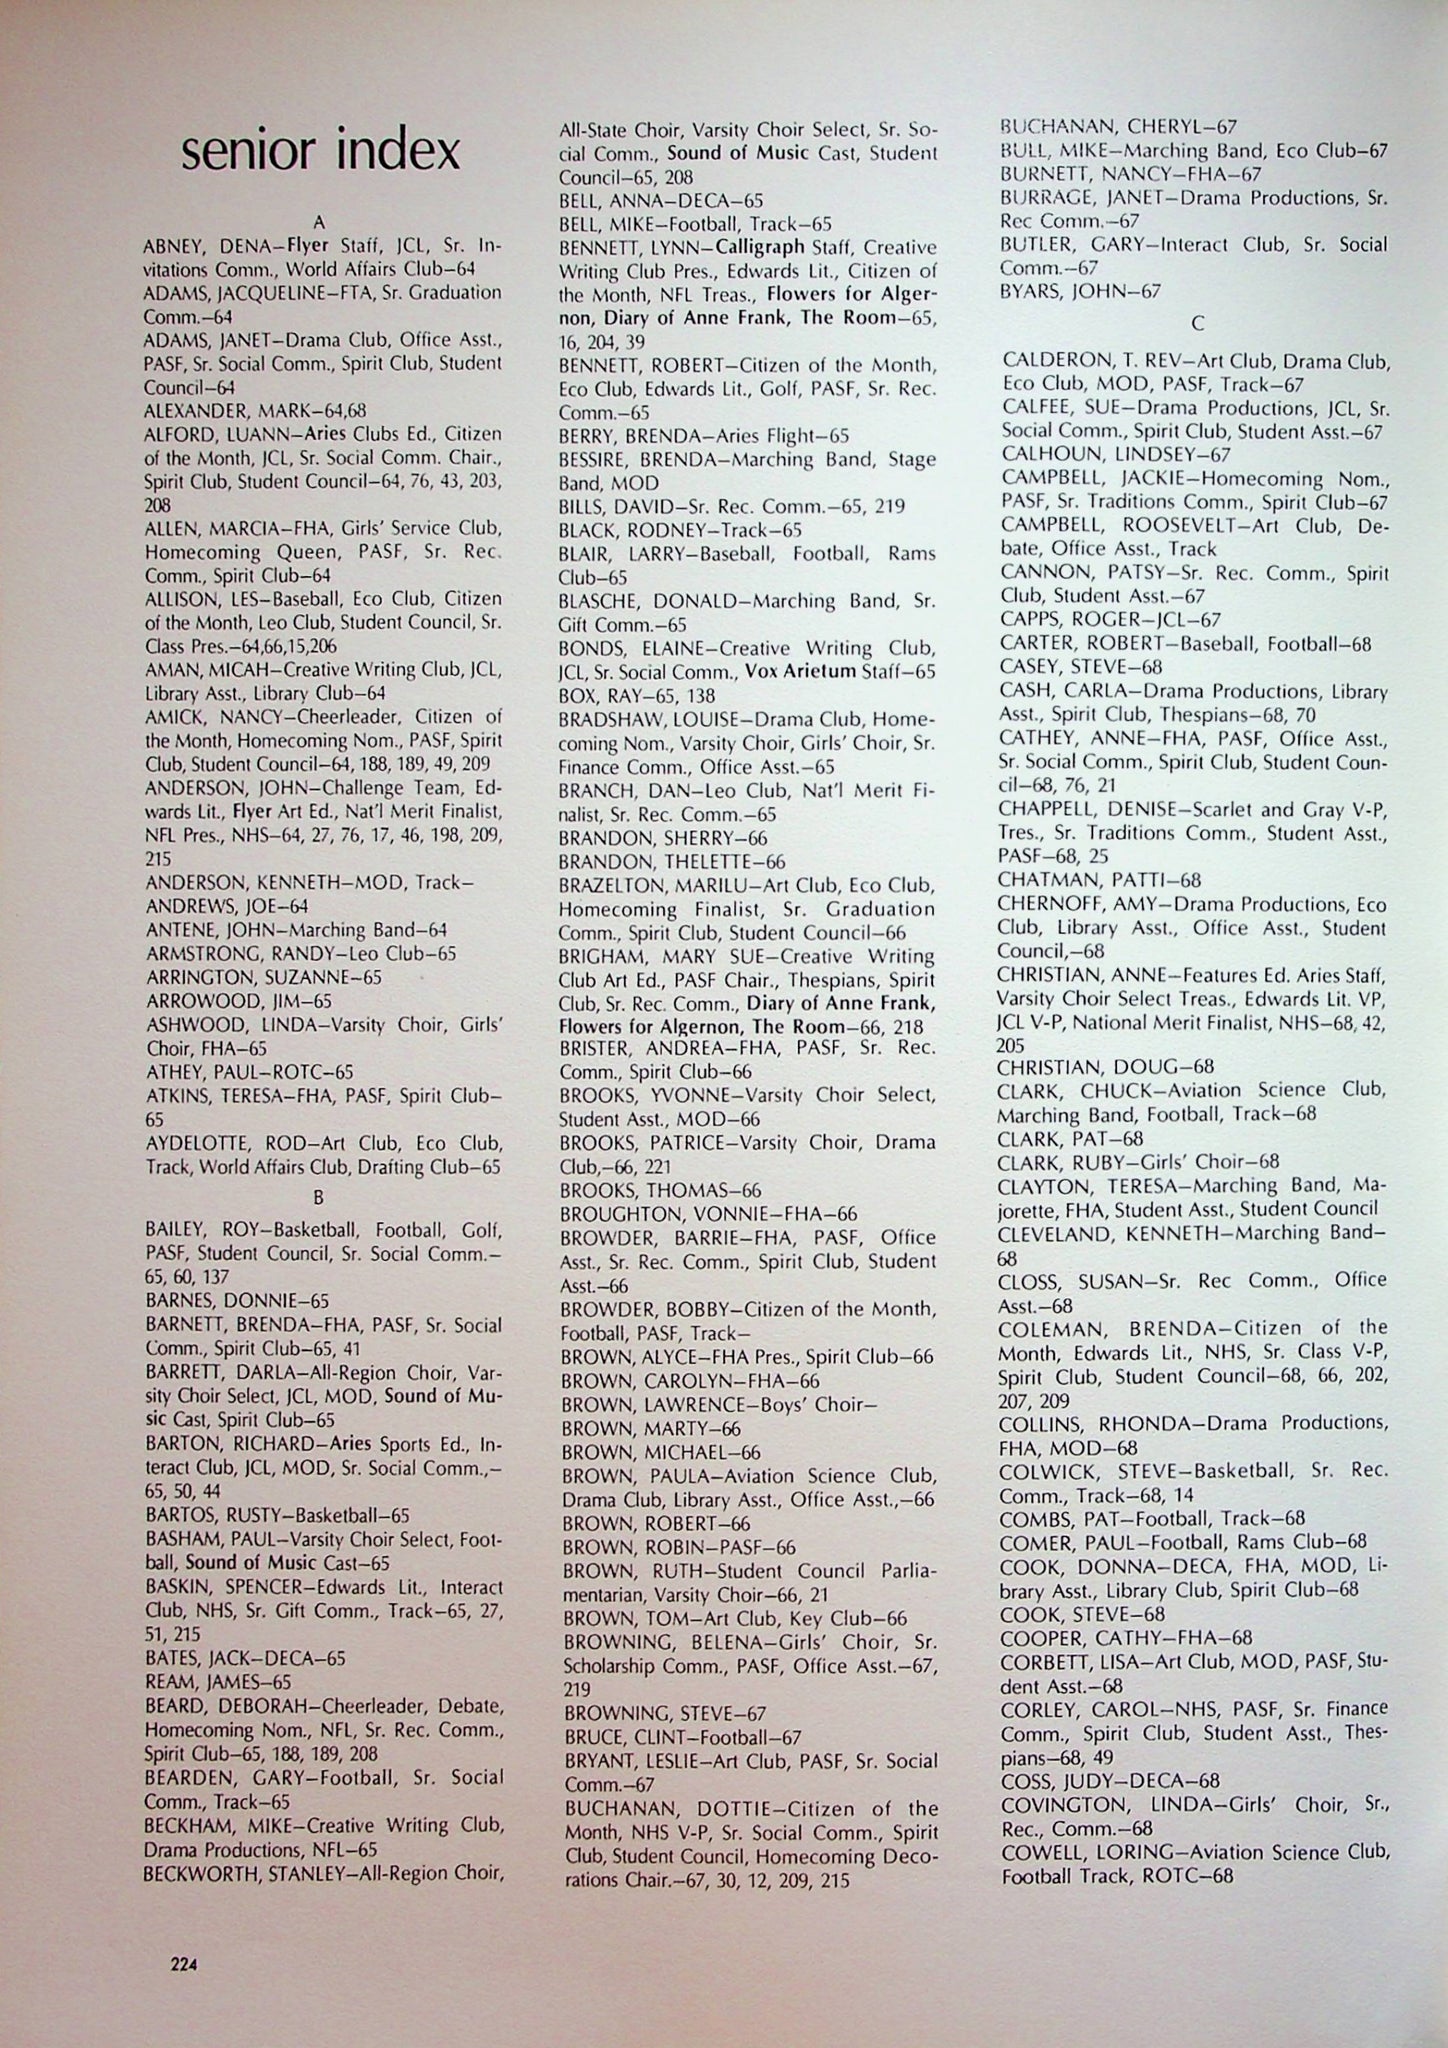 senior index
A
ABNEY, DENA—Flyer Staff, JCL, Sr. In-
vitations Comm., World Affairs Club—64
ADAMS, JACQUELINE—FTA, Sr. Graduation
Comm.—64
ADAMS, JANET—Drama Club, Office Asst.,
PASF, Sr. Social Comm., Spirit Club, Student
Council—64
ALEXANDER, MARK—64,68
ALFORD, LUANN—Aries Clubs Ed., Citizen
of the Month, JCL, Sr. Social Comm. Chair.,
Spirit Club, Student Council—64, 76, 43, 203,
208
ALLEN, MARCIA—FHA, Girls' Service Club,
Homecoming Queen, PASF, Sr. Rec.
Comm., Spirit Club—64
ALLISON, LES—Baseball, Eco Club, Citizen
of the Month, Leo Club, Student Council, Sr.
Class Pres.—64,66,15,206
AMAN, MICAH—Creative Writing Club, JCL,
Library Asst., Library Club—64
AMICK, NANCY—Cheerleader, Citizen of
the Month, Homecoming Nom., PASF, Spirit
Club, Student Council—64, 188, 189, 49, 209
ANDERSON, JOHN—Challenge Team, Ed-
wards Lit., Flyer Art Ed., Nat'l Merit Finalist,
NFL Pres., NHS—64, 27, 76, 17, 46, 198, 209,
215
ANDERSON, KENNETH—MOD, Track—
ANDREWS, JOE—64
ANTENE, JOHN—Marching Band—64
ARMSTRONG, RANDY—Leo Club—65
ARRINGTON, SUZANNE—65
ARROWOOD, JIM—65
ASHWOOD, LINDA—Varsity Choir, Girls'
Choir, FHA—65
ATHEY, PAUL—ROTC—65
ATKINS, TERESA—FHA, PASF, Spirit Club—
65
AYDELOTTE, ROD—Art Club, Eco Club,
Track, World Affairs Club, Drafting Club—65
B
BAILEY, ROY—Basketball, Football, Golf,
PASF, Student Council, Sr. Social Comm.—
65, 60, 137
BARNES, DONNIE—65
BARNETT, BRENDA—FHA, PASF, Sr. Social
Comm., Spirit Club—65, 41
BARRETT, DARLA—All-Region Choir, Var-
sity Choir Select, JCL, MOD, Sound of Mu-
sic Cast, Spirit Club—65
BARTON, RICHARD—Aries Sports Ed., In-
teract Club, JCL, MOD, Sr. Social Comm.,—
65, 50, 44
BARTOS, RUSTY—Basketball—65
BASHAM, PAUL—Varsity Choir Select, Foot-
ball, Sound of Music Cast—65
BASKIN, SPENCER—Edwards Lit., Interact
Club, NHS, Sr. Gift Comm., Track—65, 27,
51, 215
BATES, JACK—DECA—65
REAM, JAMES—65
BEARD, DEBORAH—Cheerleader, Debate,
Homecoming Nom., NFL, Sr. Rec. Comm.,
Spirit Club—65, 188, 189, 208
BEARDEN, GARY—Football, Sr. Social
Comm., Track—65
BECKHAM, MIKE—Creative Writing Club,
Drama Productions, NFL—65
BECKWORTH, STANLEY—All-Region Choir,
All-State Choir, Varsity Choir Select, Sr. So-
cial Comm., Sound of Music Cast, Student
Council—65, 208
BELL, ANNA—DECA—65
BELL, MIKE—Football, Track—65
BENNETT, LYNN—Calligraph Staff, Creative
Writing Club Pres., Edwards Lit., Citizen of
the Month, NFL Treas., Flowers for Alger-
non, Diary of Anne Frank, The Room—65,
16, 204, 39
BENNETT, ROBERT—Citizen of the Month,
Eco Club, Edwards Lit., Golf, PASF, Sr. Rec.
Comm.—65
BERRY, BRENDA—Aries Flight—65
BESSIRE, BRENDA—Marching Band, Stage
Band, MOD
BILLS, DAVID—Sr. Rec. Comm.—65, 219
BLACK, RODNEY—Track—65
BLAIR, LARRY—Baseball, Football, Rams
Club—65
BLASCHE, DONALD—Marching Band, Sr.
Gift Comm.—65
BONDS, ELAINE—Creative Writing Club,
JCL, Sr. Social Comm., Vox Arietum Staff—65
BOX, RAY—65, 138
BRADSHAW, LOUISE—Drama Club, Home-
coming Nom., Varsity Choir, Girls' Choir, Sr.
Finance Comm., Office Asst.—65
BRANCH, DAN—Leo Club, Nat'l Merit Fi-
nalist, Sr. Rec. Comm.—65
BRANDON, SHERRY—66
BRANDON, THELETTE—66
BRAZELTON, MARILU—Art Club, Eco Club,
Homecoming Finalist, Sr. Graduation
Comm., Spirit Club, Student Council—66
BRIGHAM, MARY SUE—Creative Writing
Club Art Ed., PASF Chair., Thespians, Spirit
Club, Sr. Rec. Comm., Diary of Anne Frank,
Flowers for Algernon, The Room—66, 218
BRISTER, ANDREA—FHA, PASF, Sr. Rec.
Comm., Spirit Club—66
BROOKS, YVONNE—Varsity Choir Select,
Student Asst., MOD—66
BROOKS, PATRICE—Varsity Choir, Drama
Club,—66, 221
BROOKS, THOMAS—66
BROUGHTON, VONNIE—FHA—66
BROWDER, BARRIE—FHA, PASF, Office
Asst., Sr. Rec. Comm., Spirit Club, Student
Asst.—66
BROWDER, BOBBY—Citizen of the Month,
Football, PASF, Track—
BROWN, ALYCE—FHA Pres., Spirit Club—66
BROWN, CAROLYN—FHA—66
BROWN, LAWRENCE—Boys' Choir—
BROWN, MARTY—66
BROWN, MICHAEL—66
BROWN, PAULA—Aviation Science Club,
Drama Club, Library Asst., Office Asst.,—66
BROWN, ROBERT—66
BROWN, ROBIN—PASF—66
BROWN, RUTH—Student Council Parlia-
mentarian, Varsity Choir—66, 21
BROWN, TOM—Art Club, Key Club—66
BROWNING, BELENA—Girls' Choir, Sr.
Scholarship Comm., PASF, Office Asst.—67,
219
BROWNING, STEVE—67
BRUCE, CLINT—Football—67
BRYANT, LESLIE—Art Club, PASF, Sr. Social
Comm.—67
BUCHANAN, DOTTIE—Citizen of the
Month, NHS V-P, Sr. Social Comm., Spirit
Club, Student Council, Homecoming Deco-
rations Chair.—67, 30, 12, 209, 215
BUCHANAN, CHERYL—67
BULL, MIKE—Marching Band, Eco Club—67
BURNETT, NANCY—FHA—67
BURRAGE, JANET—Drama Productions, Sr.
Rec Comm.—67
BUTLER, GARY—Interact Club, Sr. Social
Comm.—67
BYARS, JOHN—67
C
CALDERON, T. REV—Art Club, Drama Club,
Eco Club, MOD, PASF, Track—67
CALFEE, SUE—Drama Productions, JCL, Sr.
Social Comm., Spirit Club, Student Asst.—67
CALHOUN, LINDSEY—67
CAMPBELL, JACKIE—Homecoming Nom.,
PASF, Sr. Traditions Comm., Spirit Club—67
CAMPBELL, ROOSEVELT—Art Club, De-
bate, Office Asst., Track
CANNON, PATSY—Sr. Rec. Comm., Spirit
Club, Student Asst.—67
CAPPS, ROGER—JCL—67
CARTER, ROBERT—Baseball, Football—68
CASEY, STEVE—68
CASH, CARLA—Drama Productions, Library
Asst., Spirit Club, Thespians—68, 70
CATHEY, ANNE—FHA, PASF, Office Asst.,
Sr. Social Comm., Spirit Club, Student Coun-
cil—68, 76, 21
CHAPPELL, DENISE—Scarlet and Gray V-P,
Tres., Sr. Traditions Comm., Student Asst.,
PASF—68, 25
CHATMAN, PATTI—68
CHERNOFF, AMY—Drama Productions, Eco
Club, Library Asst., Office Asst., Student
Council,—68
CHRISTIAN, ANNE—Features Ed. Aries Staff,
Varsity Choir Select Treas., Edwards Lit. VP,
JCL V-P, National Merit Finalist, NHS—68, 42,
205
CHRISTIAN, DOUG—68
CLARK, CHUCK—Aviation Science Club,
Marching Band, Football, Track—68
CLARK, PAT—68
CLARK, RUBY—Girls' Choir—68
CLAYTON, TERESA—Marching Band, Ma-
jorette, FHA, Student Asst., Student Council
CLEVELAND, KENNETH—Marching Band—
68
CLOSS, SUSAN—Sr. Rec Comm., Office
Asst.—68
COLEMAN, BRENDA—Citizen of the
Month, Edwards Lit., NHS, Sr. Class V-P,
Spirit Club, Student Council—68, 66, 202,
207, 209
COLLINS, RHONDA—Drama Productions,
FHA, MOD—68
COLWICK, STEVE—Basketball, Sr. Rec.
Comm., Track—68, 14
COMBS, PAT—Football, Track—68
COMER, PAUL—Football, Rams Club—68
COOK, DONNA—DECA, FHA, MOD, Li-
brary Asst., Library Club, Spirit Club—68
COOK, STEVE—68
COOPER, CATHY—FHA—68
CORBETT, LISA—Art Club, MOD, PASF, Stu-
dent Asst.—68
CORLEY, CAROL—NHS, PASF, Sr. Finance
Comm., Spirit Club, Student Asst., Thes-
pians—68, 49
COSS, JUDY—DECA—68
COVINGTON, LINDA—Girls' Choir, Sr.,
Rec., Comm.—68
COWELL, LORING—Aviation Science Club,
Football Track, ROTC—68
224